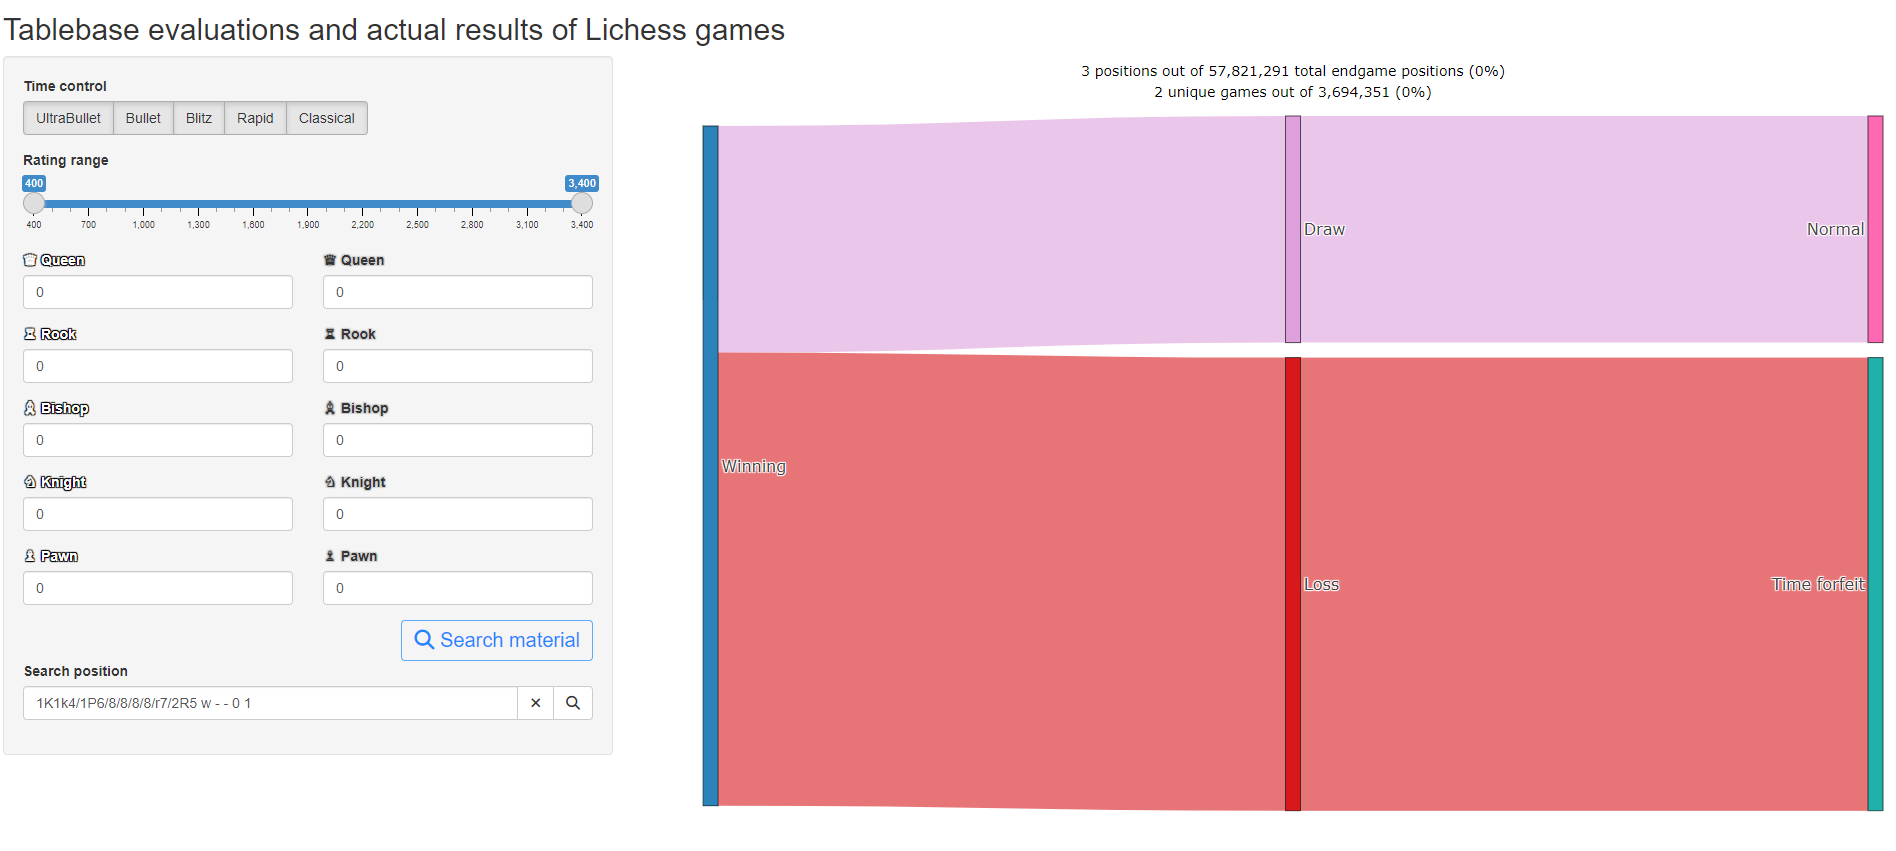 Tablebase evaluations and actual results of Lichess games
Time control
UltraBullet Bullet Blitz Rapid Classical
Rating range
400 3,400
400 700 1,000 1,300 1,600 1,900 2,200 2,500 2,800 3,100 3,400
Queen Queen
0 0
Rook Rook
0 0
Bishop Bishop
0 0
Knight Knight
0 0
Pawn Pawn
0 0
Search material
Search position
1K1k4/1P6/8/8/8/8/r7/2R5 w - - 0 1
3 positions out of 57,821,291 total endgame positions (0%)
2 unique games out of 3,694,351 (0%)
Draw Normal
Winning
Loss Time forfeit